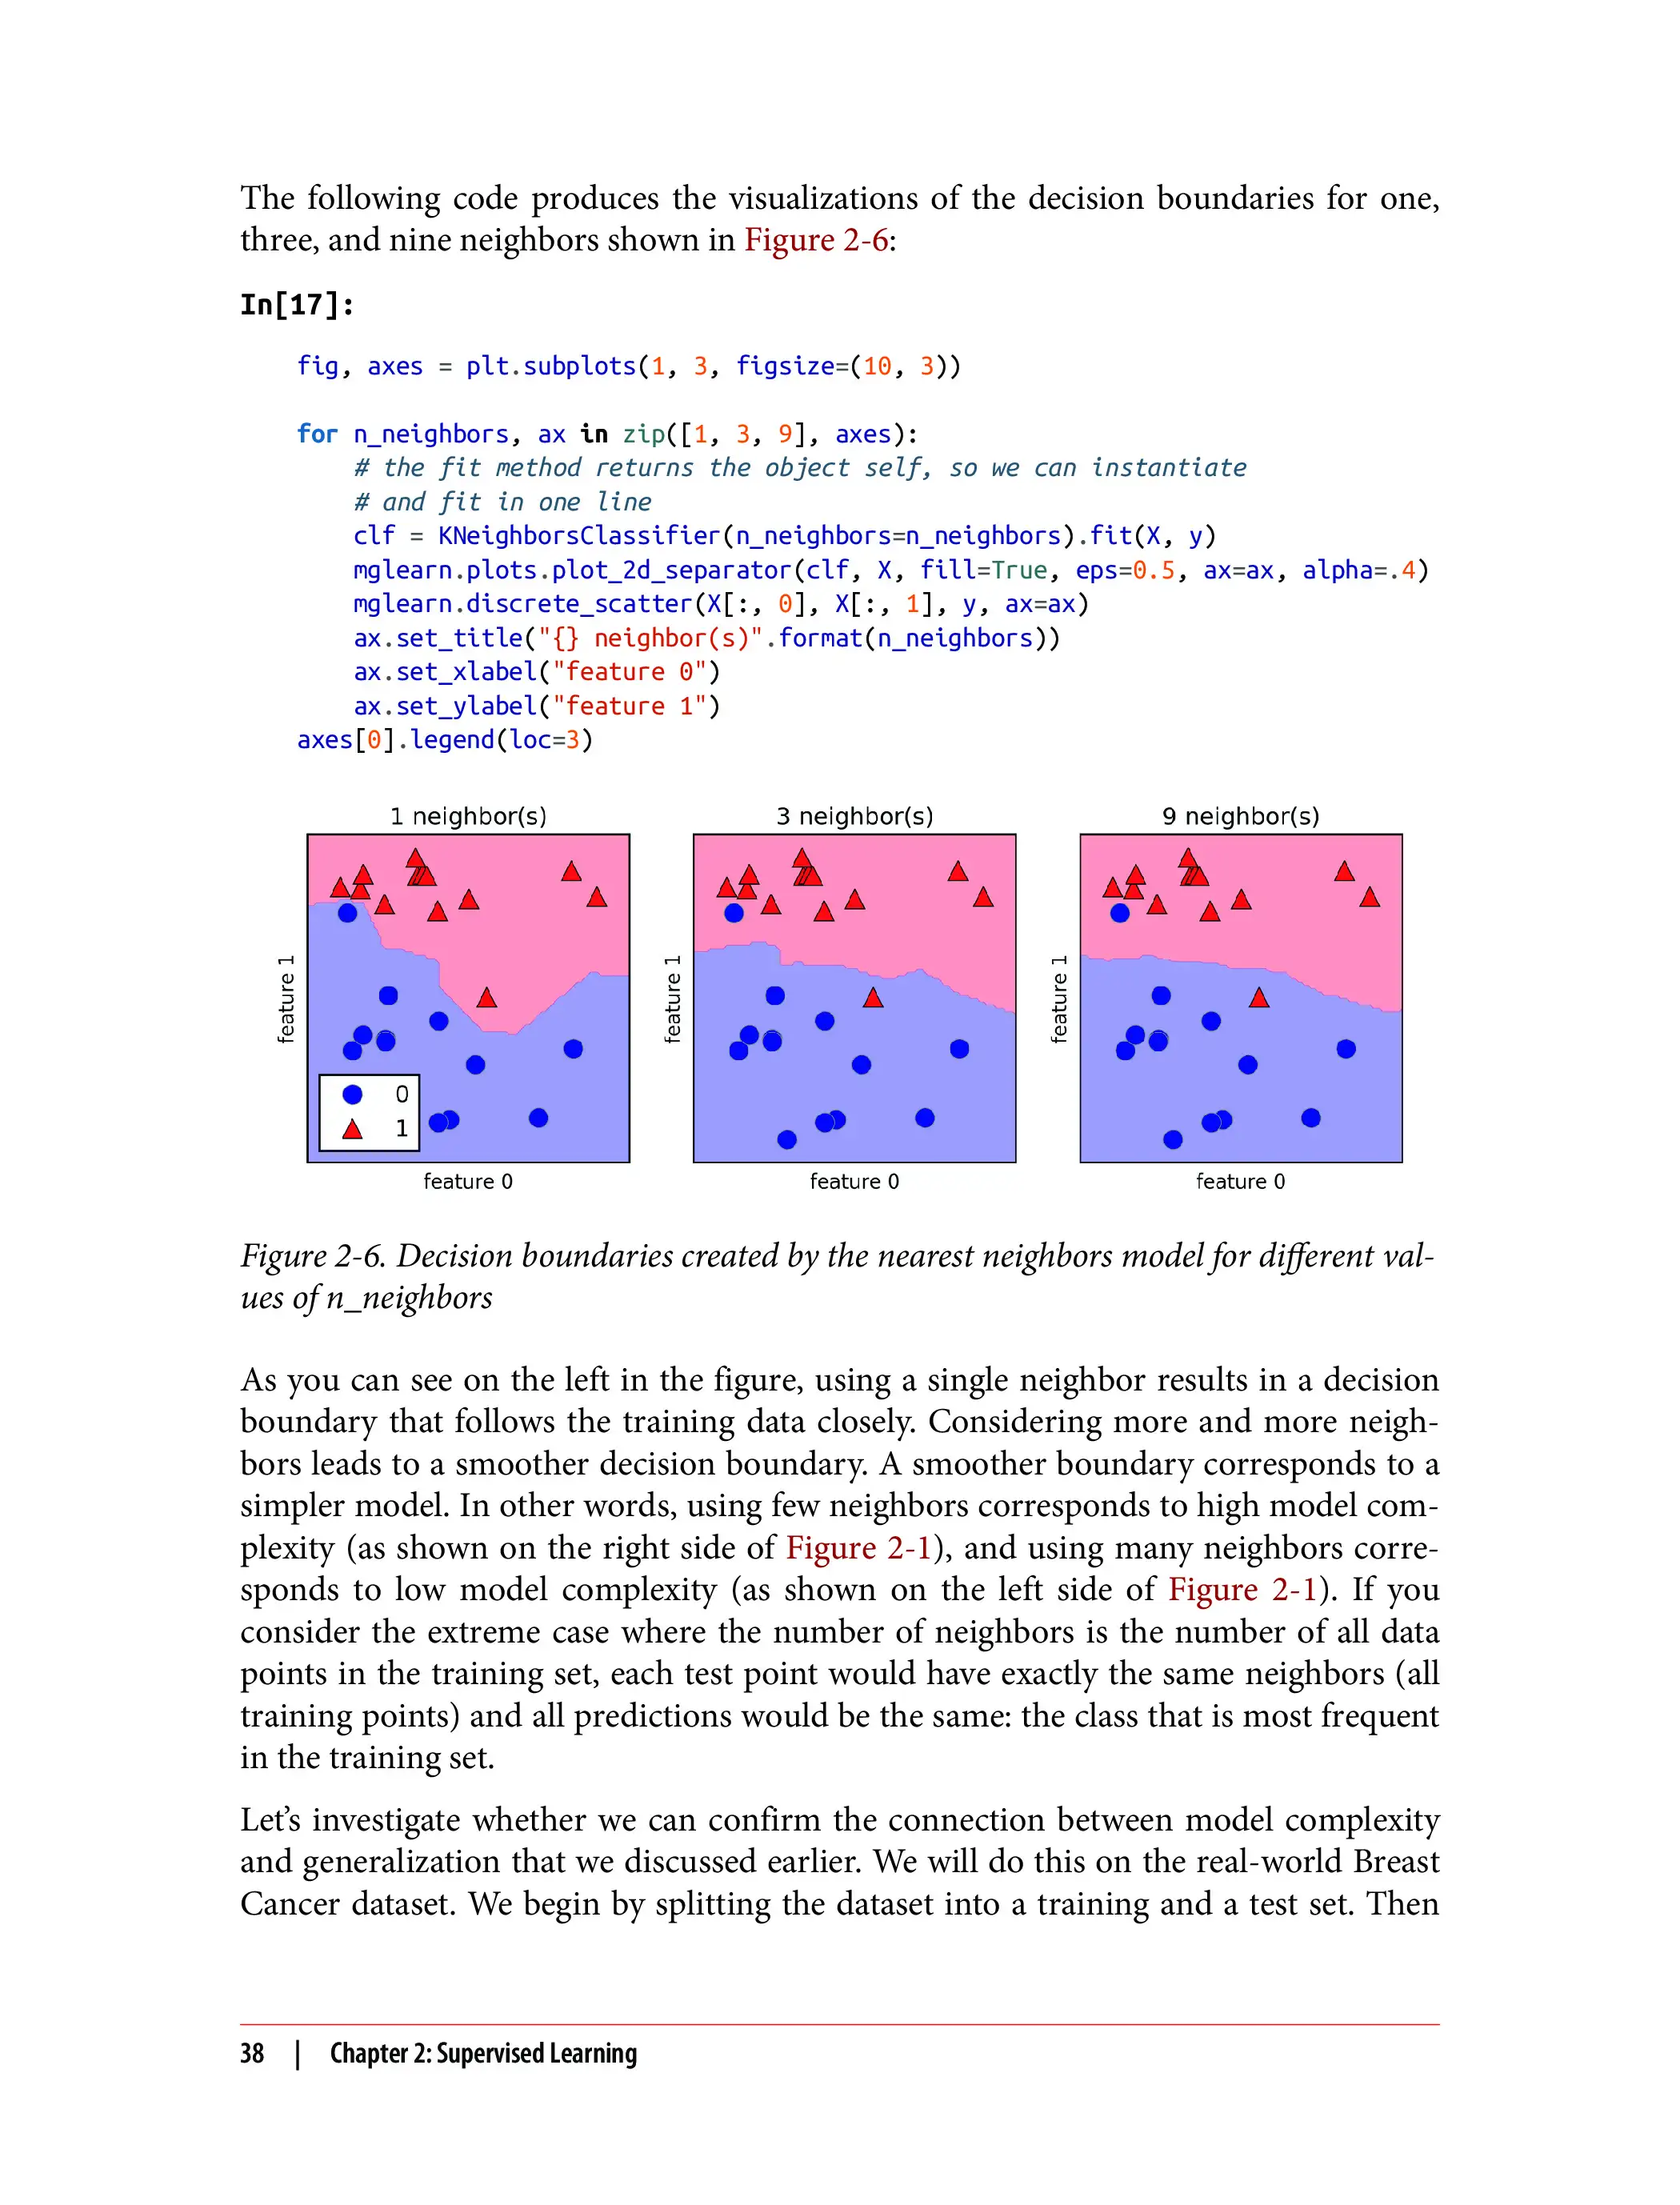 The following code produces the visualizations of the decision boundaries for one,
three, and nine neighbors shown in Figure 2-6:
In[17]:
fig, axes = plt.subplots(1, 3, figsize=(10, 3))
for n_neighbors, ax in zip([1, 3, 9], axes):
# the fit method returns the object self, so we can instantiate
# and fit in one line
clf = KNeighborsClassifier(n_neighbors=n_neighbors).fit(X, y)
mglearn.plots.plot_2d_separator(clf, X, fill=True, eps=0.5, ax=ax, alpha=.4)
mglearn.discrete_scatter(X[:, 0], X[:, 1], y, ax=ax)
ax.set_title("{} neighbor(s)".format(n_neighbors))
ax.set_xlabel("feature 0")
ax.set_ylabel("feature 1")
axes[0].legend(loc=3)
1 neighbor(s)
feature 1
0
1
feature 0
3 neighbor(s)
feature 1
feature 0
9 neighbor(s)
feature 1
feature 0
Figure 2-6. Decision boundaries created by the nearest neighbors model for different val-
ues of n_neighbors
As you can see on the left in the figure, using a single neighbor results in a decision
boundary that follows the training data closely. Considering more and more neigh-
bors leads to a smoother decision boundary. A smoother boundary corresponds to a
simpler model. In other words, using few neighbors corresponds to high model com-
plexity (as shown on the right side of Figure 2-1), and using many neighbors corre-
sponds to low model complexity (as shown on the left side of Figure 2-1). If you
consider the extreme case where the number of neighbors is the number of all data
points in the training set, each test point would have exactly the same neighbors (all
training points) and all predictions would be the same: the class that is most frequent
in the training set.
Let's investigate whether we can confirm the connection between model complexity
and generalization that we discussed earlier. We will do this on the real-world Breast
Cancer dataset. We begin by splitting the dataset into a training and a test set. Then
38 | Chapter 2: Supervised Learning